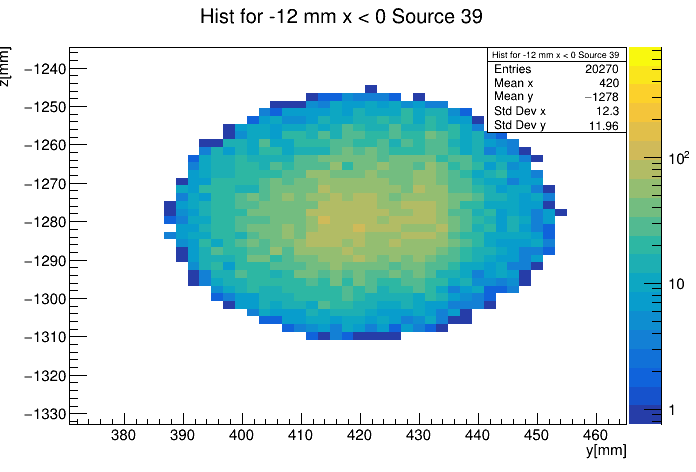 Hist for -12 mm x < 0 Source 39
z[mm]
Hist for -12 mm x < 0 Source 39
Entries 20270
Mean x 420
Mean y −1278
Std Dev x 12.3
Std Dev y 11.96
−1240
−1250
−1260
−1270
−1280
−1290
−1300
−1310
−1320
−1330
10²
10
1
380 390 400 410 420 430 440 450 460
y[mm]